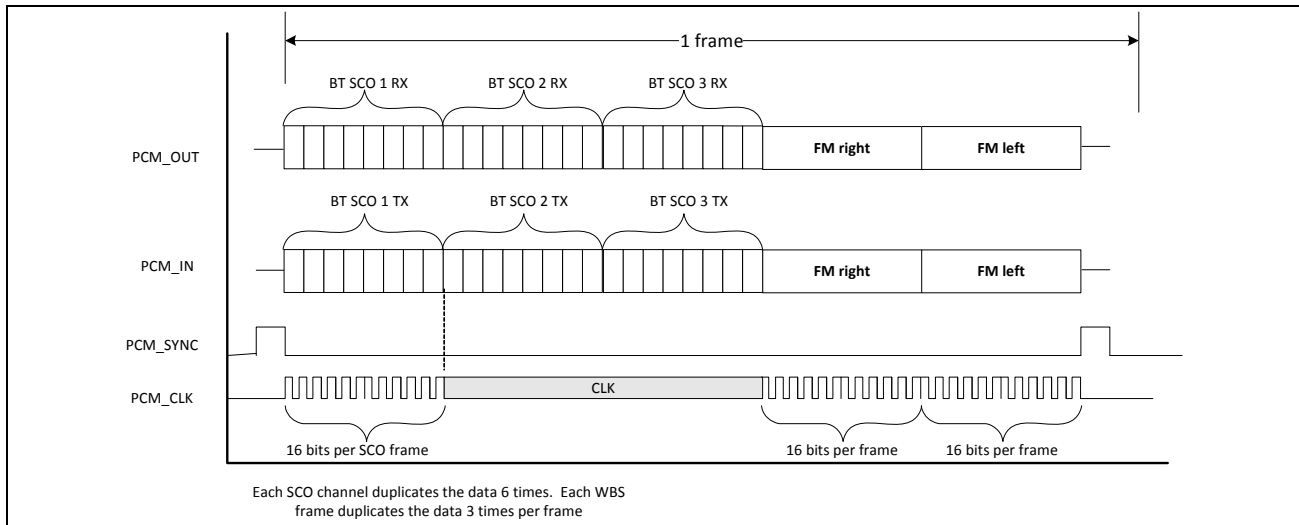 1 frame
BT SCO 1 RX BT SCO 2 RX BT SCO 3 RX
PCM_OUT FM right FM left
BT SCO 1 TX BT SCO 2 TX BT SCO 3 TX
PCM_IN FM right FM left
PCM_SYNC
PCM_CLK CLK
16 bits per SCO frame 16 bits per frame 16 bits per frame
Each SCO channel duplicates the data 6 times. Each WBS
frame duplicates the data 3 times per frame